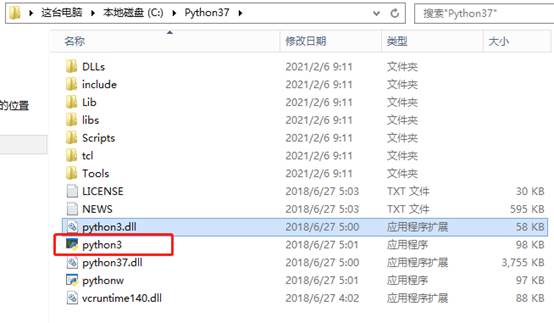 这台电脑 本地磁盘 (C:) Python37 搜索"Python37"
名称 修改日期 类型 大小
DLLs 2021/2/6 9:11 文件夹
include 2021/2/6 9:11 文件夹
的位置 Lib 2021/2/6 9:11 文件夹
libs 2021/2/6 9:11 文件夹
Scripts 2021/2/6 9:11 文件夹
tcl 2021/2/6 9:11 文件夹
Tools 2021/2/6 9:11 文件夹
LICENSE 2018/6/27 5:03 TXT 文件 30 KB
NEWS 2018/6/27 5:03 TXT 文件 595 KB
python3.dll 2018/6/27 5:00 应用程序扩展 58 KB
python3 2018/6/27 5:01 应用程序 98 KB
python37.dll 2018/6/27 5:00 应用程序扩展 3,755 KB
pythonw 2018/6/27 5:01 应用程序 97 KB
vcruntime140.dll 2018/6/27 4:02 应用程序扩展 88 KB